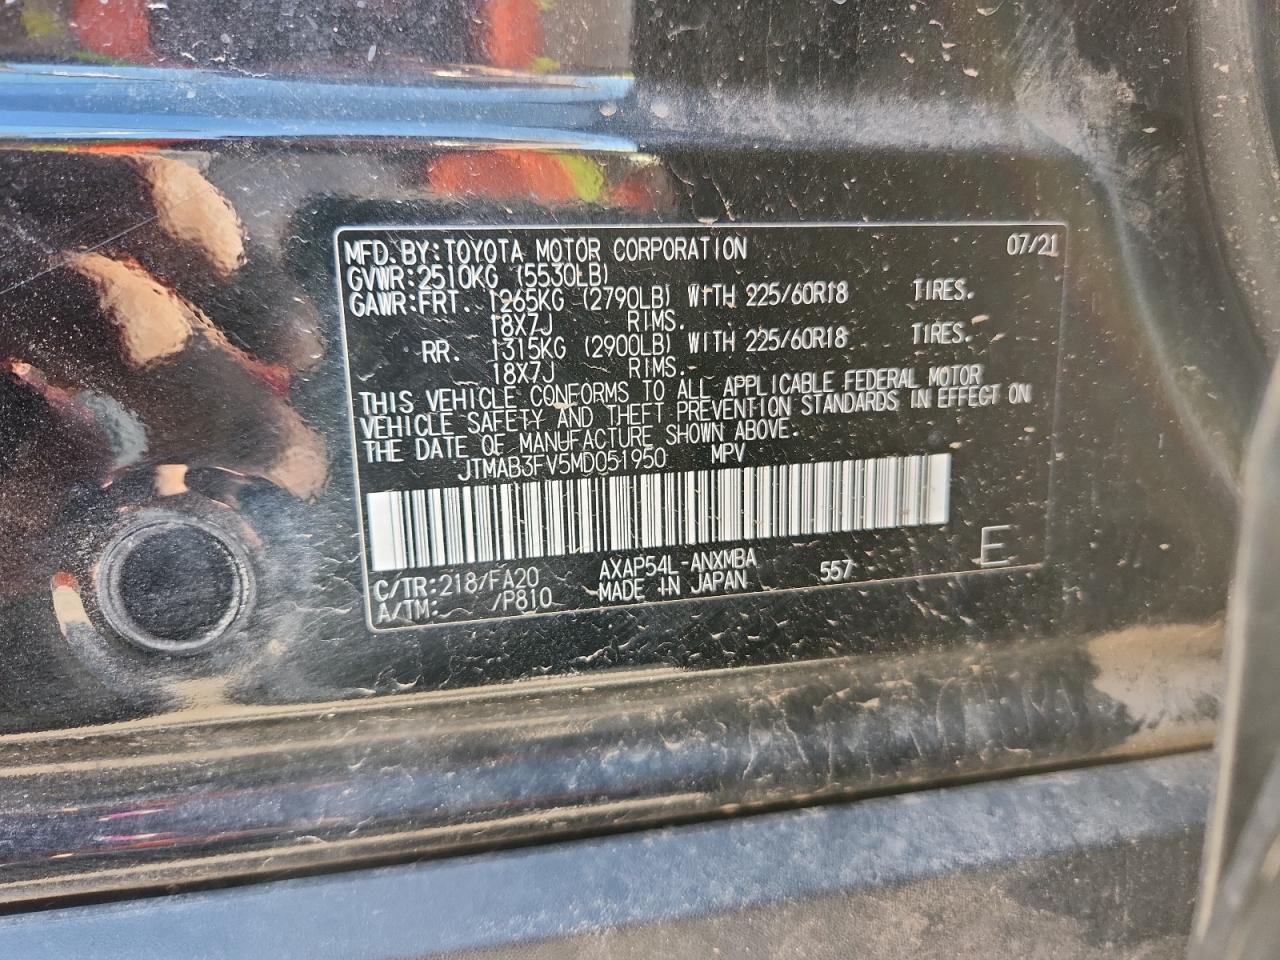 MFD. BY: TOYOTA MOTOR CORPORATION 07/21
GVWR: 2510KG (5530LB)
GAWR: FRT. 1265KG (2790LB) WITH 225/60R18 TIRES.
18X7J RIMS.
RR. 1315KG (2900LB) WITH 225/60R18 TIRES.
18X7J RIMS.
THIS VEHICLE CONFORMS TO ALL APPLICABLE FEDERAL MOTOR
VEHICLE SAFETY AND THEFT PREVENTION STANDARDS IN EFFECT ON
THE DATE OF MANUFACTURE SHOWN ABOVE.
JTMAB3FV5MD051950 MPV
C/TR: 218/FA20 AXAP54L-ANXMBA 557 E
A/TM: /P810 MADE IN JAPAN